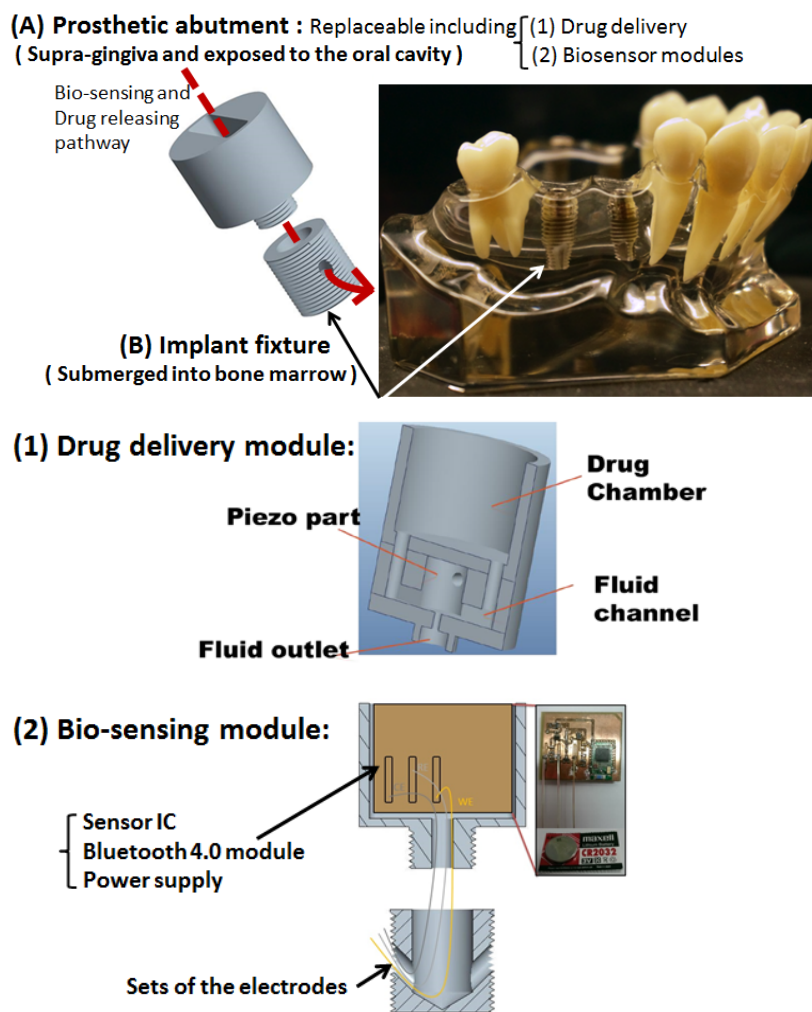 (A) Prosthetic abutment : Replaceable including
(1) Drug delivery
( Supra-gingiva and exposed to the oral cavity )
(2) Biosensor modules
Bio-sensing and
Drug releasing
pathway
(B) Implant fixture
( Submerged into bone marrow )
(1) Drug delivery module:
Drug
Chamber
Piezo part
Fluid
channel
Fluid outlet
(2) Bio-sensing module:
CE
WE
Sensor IC
Bluetooth 4.0 module
Power supply
maxell
CR2032
Sets of the electrodes